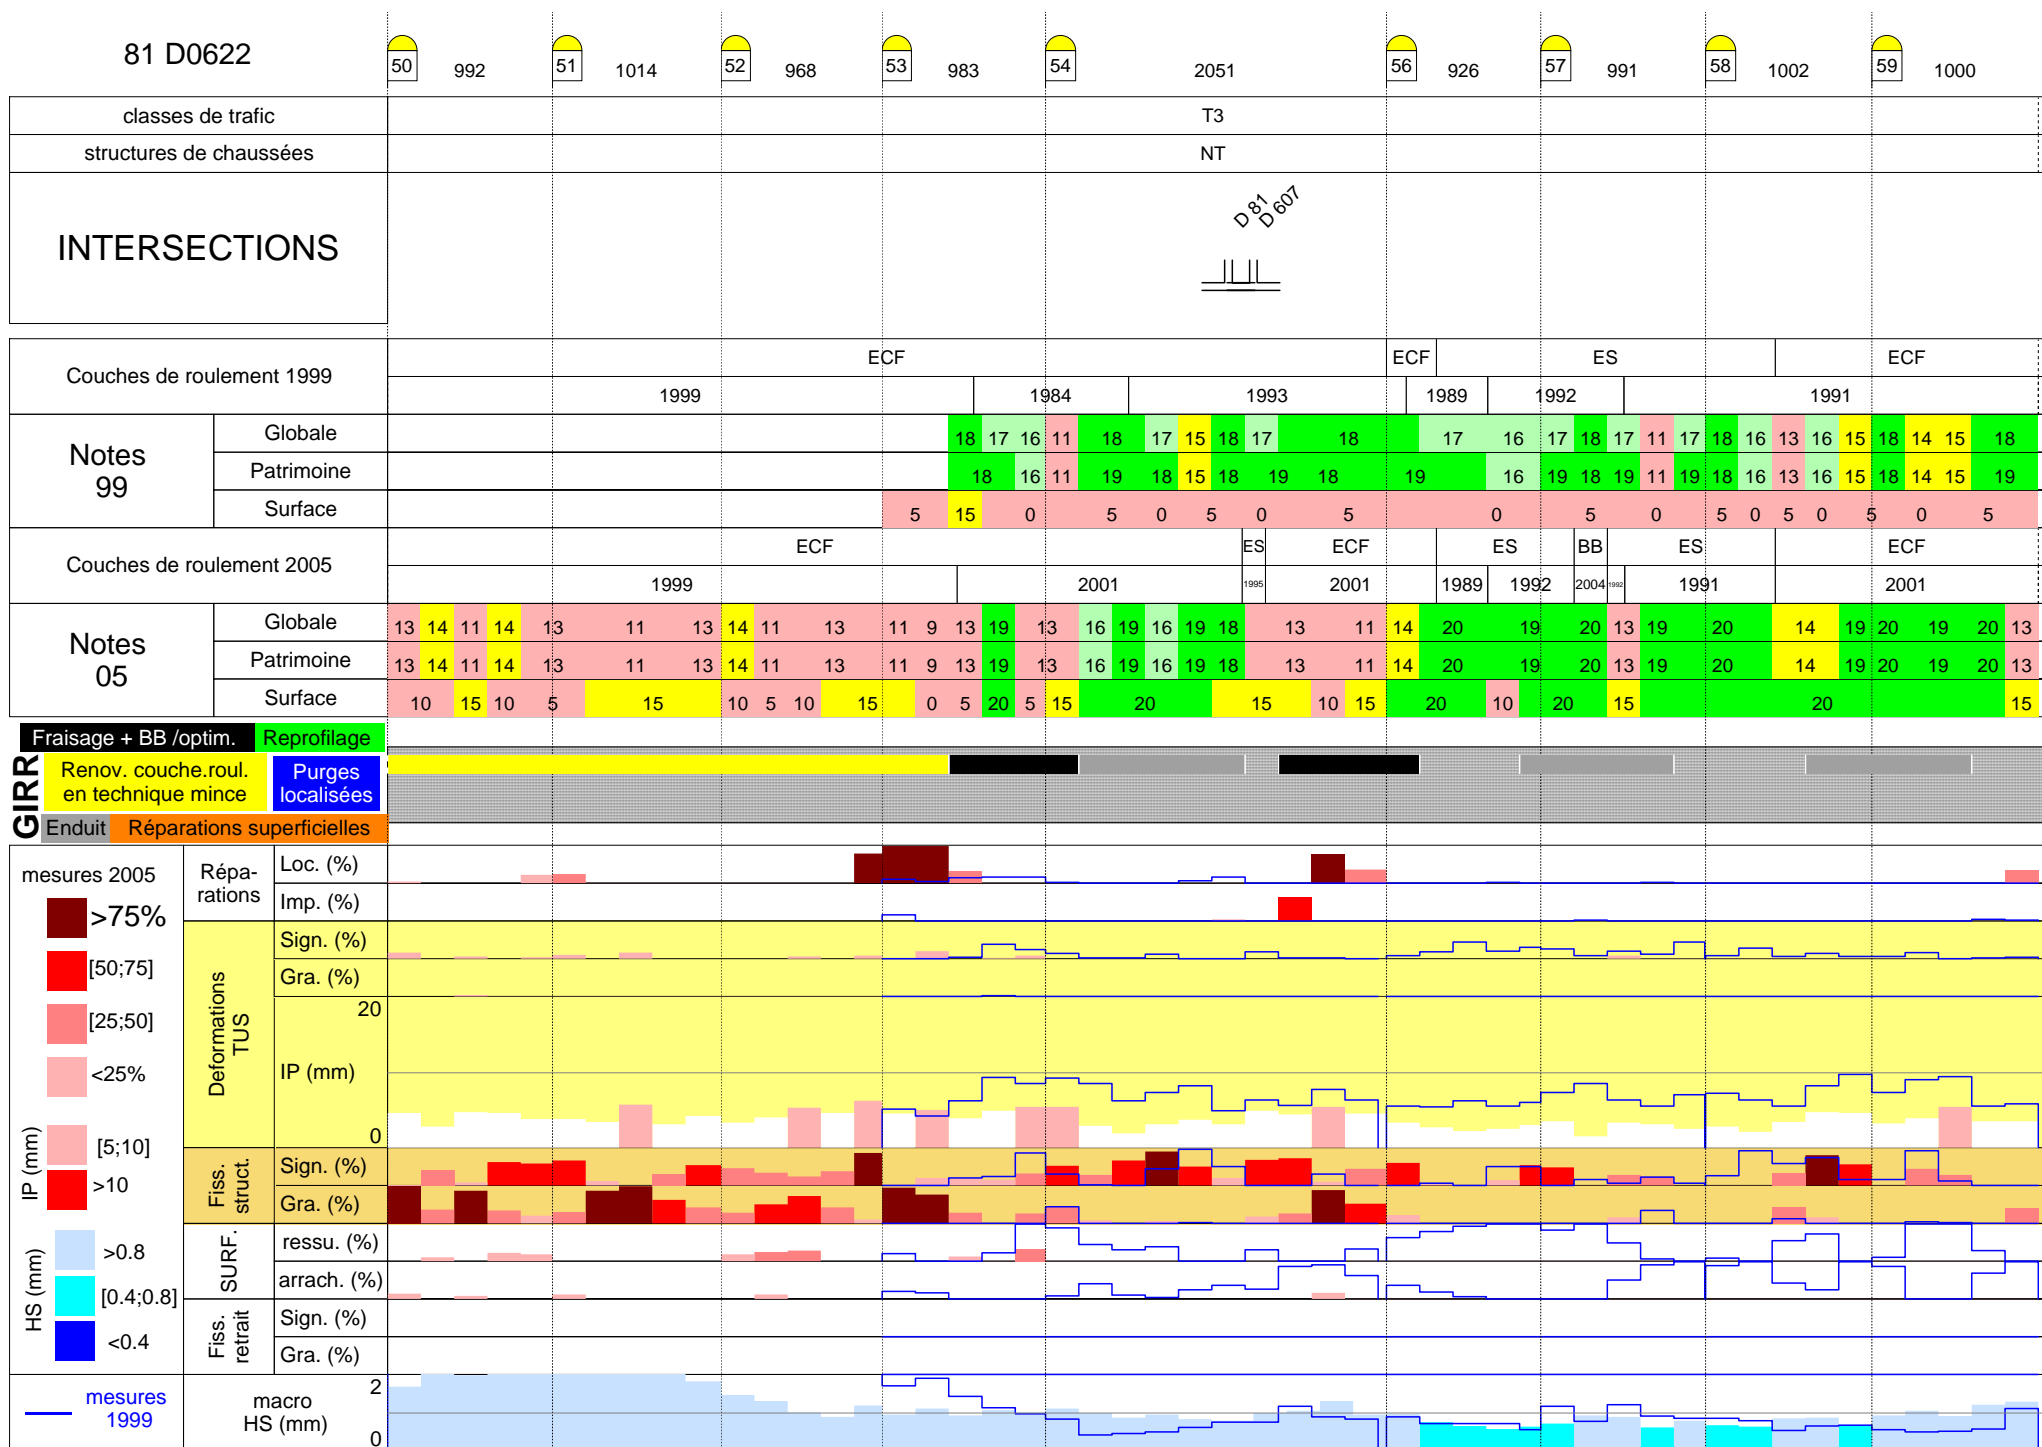 81 D0622
50 992 51 1014 52 968 53 983 54 2051 56 926 57 991 58 1002 59 1000
classes de trafic T3
structures de chaussées NT
INTERSECTIONS
D 81
D 607
Couches de roulement 1999
ECF ECF ES ECF
1999 1984 1993 1989 1992 1991
Notes
99
Globale 18 17 16 11 18 17 15 18 17 18 17 16 17 18 17 11 17 18 16 13 16 15 18 14 15 18
Patrimoine 18 16 11 19 18 15 18 19 18 19 16 19 18 19 11 19 18 16 13 16 15 18 14 15 19
Surface 5 15 0 5 0 5 0 5 0 5 0 5 0 5 0 5 0 5
Couches de roulement 2005
ECF ES ECF ES BB ES ECF
1999 2001 1995 2001 1989 1992 2004 1992 1991 2001
Notes
05
Globale 13 14 11 14 13 11 13 14 11 13 11 9 13 19 13 16 19 16 19 18 13 11 14 20 19 20 13 19 20 14 19 20 19 20 13
Patrimoine 13 14 11 14 13 11 13 14 11 13 11 9 13 19 13 16 19 16 19 18 13 11 14 20 19 20 13 19 20 14 19 20 19 20 13
Surface 10 15 10 5 15 10 5 10 15 0 5 20 5 15 20 15 10 15 20 10 20 15 20 15
GIRR
Fraisage + BB /optim. Reprofilage
Renov. couche.roul.
en technique mince
Purges
localisées
Enduit Réparations superficielles
mesures 2005
>75%
[50;75]
[25;50]
<25%
IP (mm)
[5;10]
>10
HS (mm)
>0.8
[0.4;0.8]
<0.4
mesures
1999
Répa-
rations
Loc. (%)
Imp. (%)
Deformations
TUS
Sign. (%)
Gra. (%)
20
IP (mm)
0
Fiss.
struct.
Sign. (%)
Gra. (%)
SURF.
ressu. (%)
arrach. (%)
Fiss.
retrait
Sign. (%)
Gra. (%)
macro
HS (mm)
2
0